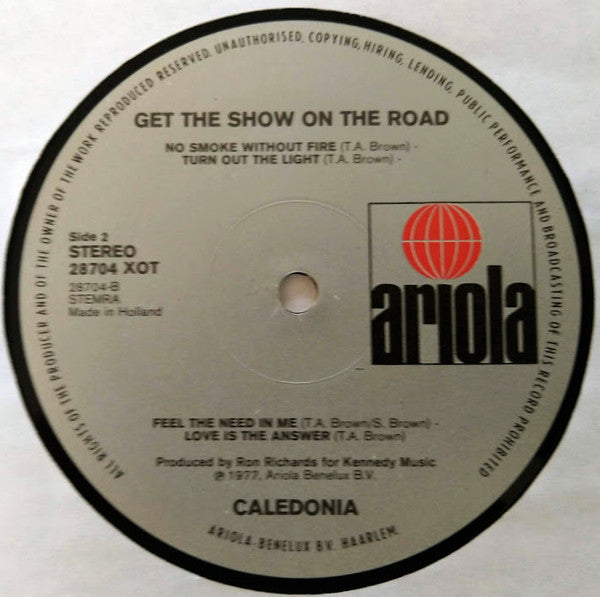 ALL RIGHTS OF THE PRODUCER AND OF THE OWNER OF THE WORK REPRODUCED RESERVED. UNAUTHORISED, COPYING, HIRING, LENDING, PUBLIC PERFORMANCE AND BROADCASTING OF THIS RECORD PROHIBITED
GET THE SHOW ON THE ROAD
NO SMOKE WITHOUT FIRE (T.A. Brown) -
TURN OUT THE LIGHT (T.A. Brown) -
Side 2
STEREO
28704 XOT
28704-B
STEMRA
Made in Holland
ariola
FEEL THE NEED IN ME (T.A. Brown/S. Brown) -
LOVE IS THE ANSWER (T.A. Brown)
Produced by Ron Richards for Kennedy Music
℗ 1977, Ariola Benelux B.V.
CALEDONIA
ARIOLA-BENELUX B.V. HAARLEM.